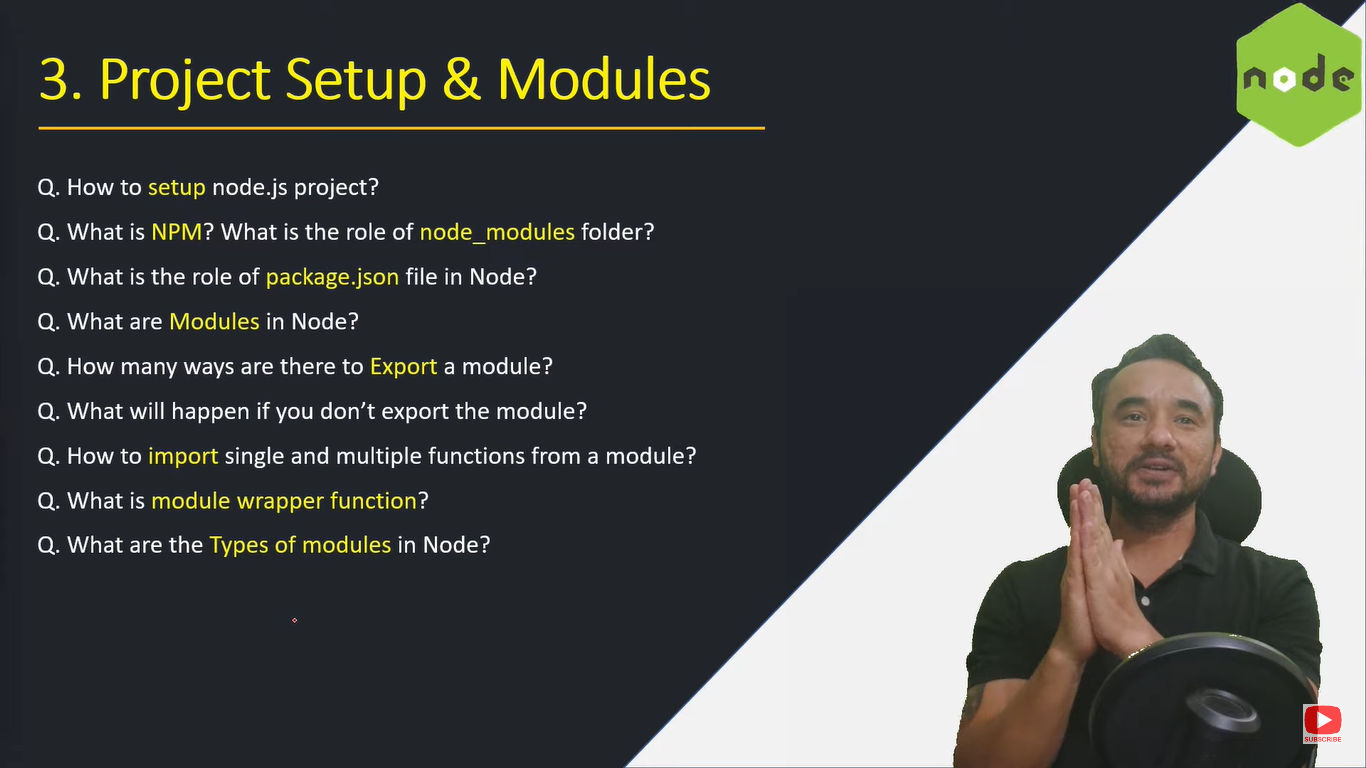 3. Project Setup & Modules
node
Q. How to setup node.js project?
Q. What is NPM? What is the role of node_modules folder?
Q. What is the role of package.json file in Node?
Q. What are Modules in Node?
Q. How many ways are there to Export a module?
Q. What will happen if you don’t export the module?
Q. How to import single and multiple functions from a module?
Q. What is module wrapper function?
Q. What are the Types of modules in Node?
SUBSCRIBE